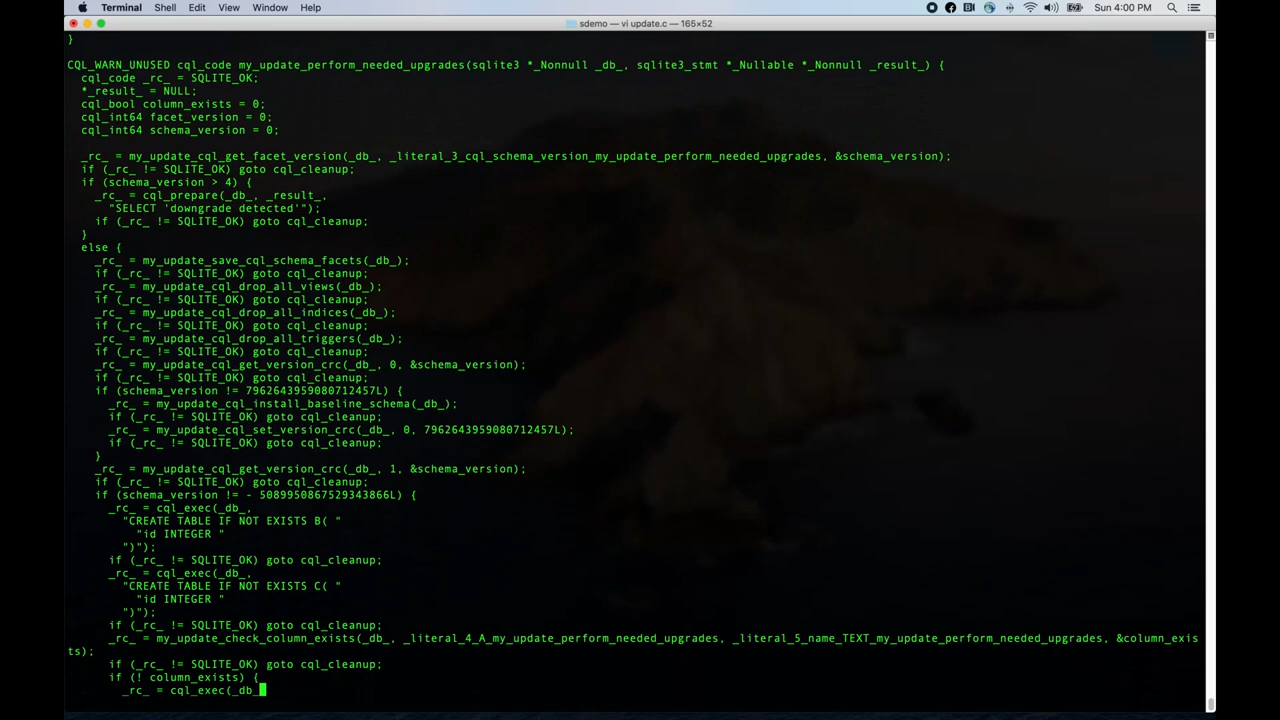 Terminal Shell Edit View Window Help Sun 4:00 PM
sdemo — vi update.c — 165×52
}
CQL_WARN_UNUSED cql_code my_update_perform_needed_upgrades(sqlite3 *_Nonnull _db_, sqlite3_stmt *_Nullable *_Nonnull _result_) {
  cql_code _rc_ = SQLITE_OK;
  *_result_ = NULL;
  cql_bool column_exists = 0;
  cql_int64 facet_version = 0;
  cql_int64 schema_version = 0;
  _rc_ = my_update_cql_get_facet_version(_db_, _literal_3_cql_schema_version_my_update_perform_needed_upgrades, &schema_version);
  if (_rc_ != SQLITE_OK) goto cql_cleanup;
  if (schema_version > 4) {
    _rc_ = cql_prepare(_db_, _result_,
      "SELECT 'downgrade detected'");
    if (_rc_ != SQLITE_OK) goto cql_cleanup;
  }
  else {
    _rc_ = my_update_save_cql_schema_facets(_db_);
    if (_rc_ != SQLITE_OK) goto cql_cleanup;
    _rc_ = my_update_cql_drop_all_views(_db_);
    if (_rc_ != SQLITE_OK) goto cql_cleanup;
    _rc_ = my_update_cql_drop_all_indices(_db_);
    if (_rc_ != SQLITE_OK) goto cql_cleanup;
    _rc_ = my_update_cql_drop_all_triggers(_db_);
    if (_rc_ != SQLITE_OK) goto cql_cleanup;
    _rc_ = my_update_cql_get_version_crc(_db_, 0, &schema_version);
    if (_rc_ != SQLITE_OK) goto cql_cleanup;
    if (schema_version != 7962643959080712457L) {
      _rc_ = my_update_cql_install_baseline_schema(_db_);
      if (_rc_ != SQLITE_OK) goto cql_cleanup;
      _rc_ = my_update_cql_set_version_crc(_db_, 0, 7962643959080712457L);
      if (_rc_ != SQLITE_OK) goto cql_cleanup;
    }
    _rc_ = my_update_cql_get_version_crc(_db_, 1, &schema_version);
    if (_rc_ != SQLITE_OK) goto cql_cleanup;
    if (schema_version != - 5089950867529343866L) {
      _rc_ = cql_exec(_db_,
        "CREATE TABLE IF NOT EXISTS B( "
          "id INTEGER "
        ")");
      if (_rc_ != SQLITE_OK) goto cql_cleanup;
      _rc_ = cql_exec(_db_,
        "CREATE TABLE IF NOT EXISTS C( "
          "id INTEGER "
        ")");
      if (_rc_ != SQLITE_OK) goto cql_cleanup;
      _rc_ = my_update_check_column_exists(_db_, _literal_4_A_my_update_perform_needed_upgrades, _literal_5_name_TEXT_my_update_perform_needed_upgrades, &column_exis
ts);
      if (_rc_ != SQLITE_OK) goto cql_cleanup;
      if (! column_exists) {
        _rc_ = cql_exec(_db_